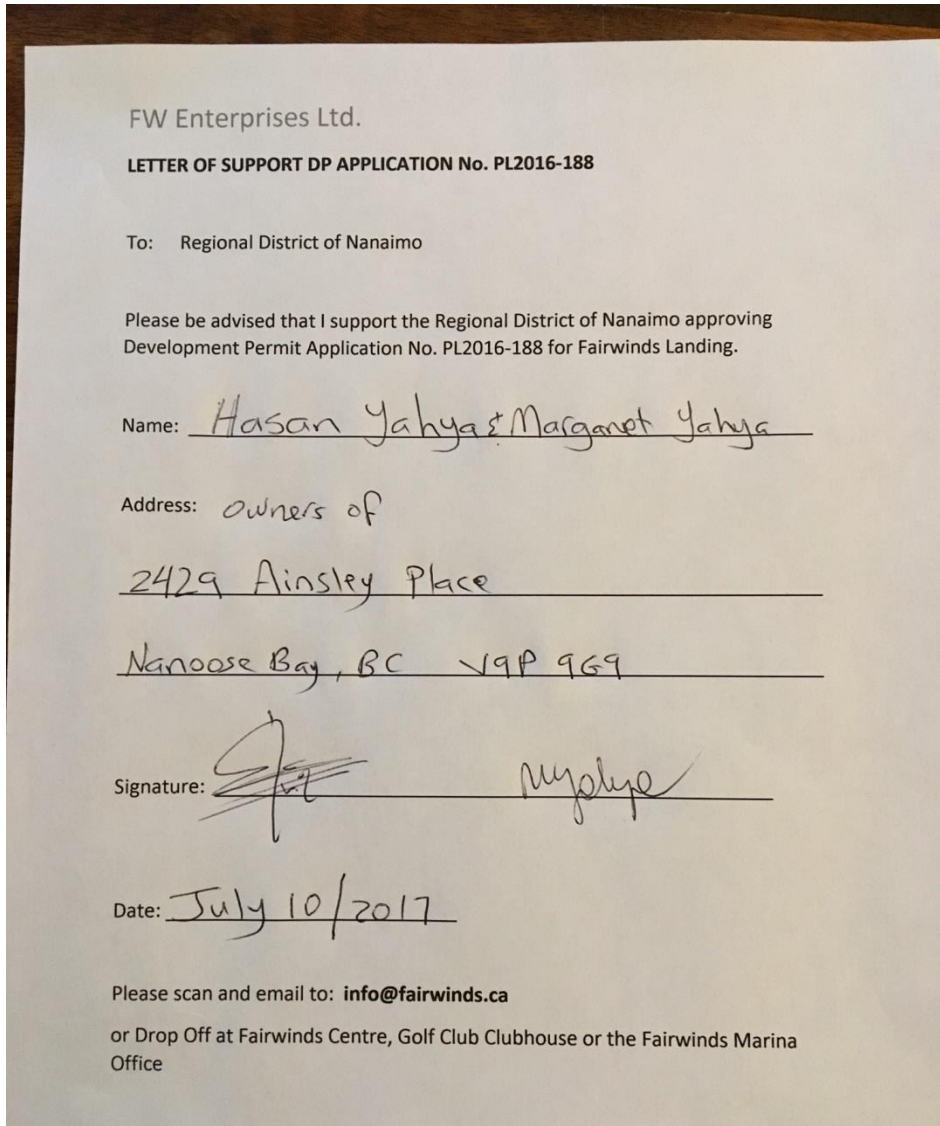 FW Enterprises Ltd.
LETTER OF SUPPORT DP APPLICATION No. PL2016-188
To: Regional District of Nanaimo
Please be advised that I support the Regional District of Nanaimo approving
Development Permit Application No. PL2016-188 for Fairwinds Landing.
Name: Hasan Yahya & Margaret Yahya
Address: owners of
2429 Ainsley Place
Nanoose Bay, BC V9P 9G9
Signature: myahya
Date: July 10/2017
Please scan and email to: info@fairwinds.ca
or Drop Off at Fairwinds Centre, Golf Club Clubhouse or the Fairwinds Marina
Office